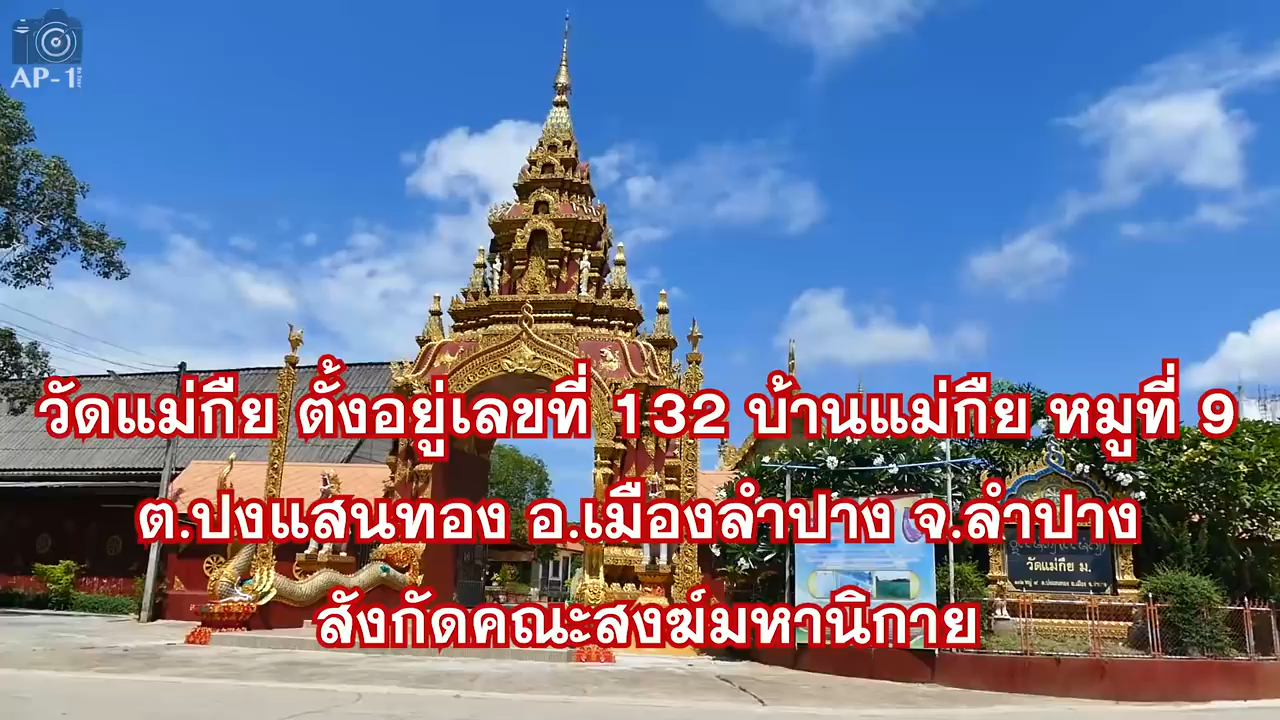 AP-1
วัดแม่กืย ตั้งอยู่เลขที่ 132 บ้านแม่กืย หมูที่ 9
ต.ปงแสนทอง อ.เมืองลำปาง จ.ลำปาง
สังกัดคณะสงฆ์มหานิกาย
วัดแม่กืย ม.